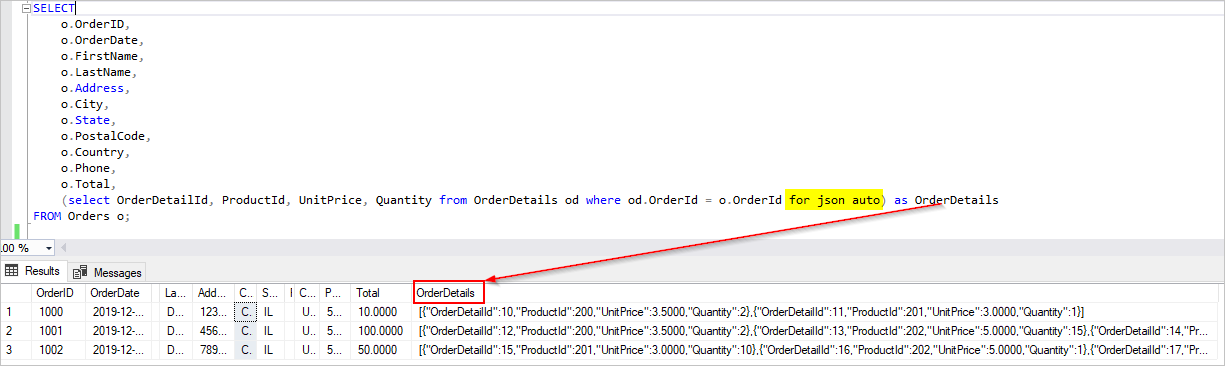 SELECT
o.OrderID,
o.OrderDate,
o.FirstName,
o.LastName,
o.Address,
o.City,
o.State,
o.PostalCode,
o.Country,
o.Phone,
o.Total,
(select OrderDetailId, ProductId, UnitPrice, Quantity from OrderDetails od where od.OrderId = o.OrderId for json auto) as OrderDetails
FROM Orders o;
.00 %
Results Messages
OrderID OrderDate La... Add... C... S... I C... P... Total OrderDetails
1 1000 2019-12-... D... 123... C. IL U.. 5... 10.0000 [{"OrderDetailId":10,"ProductId":200,"UnitPrice":3.5000,"Quantity":2},{"OrderDetailId":11,"ProductId":201,"UnitPrice":3.0000,"Quantity":1}]
2 1001 2019-12-... D... 456... C. IL U.. 5... 100.0000 [{"OrderDetailId":12,"ProductId":200,"UnitPrice":3.5000,"Quantity":2},{"OrderDetailId":13,"ProductId":202,"UnitPrice":5.0000,"Quantity":15},{"OrderDetailId":14,"Pr...
3 1002 2019-12-... D... 789... C. IL U.. 5... 50.0000 [{"OrderDetailId":15,"ProductId":201,"UnitPrice":3.0000,"Quantity":10},{"OrderDetailId":16,"ProductId":202,"UnitPrice":5.0000,"Quantity":1},{"OrderDetailId":17,"Pr...